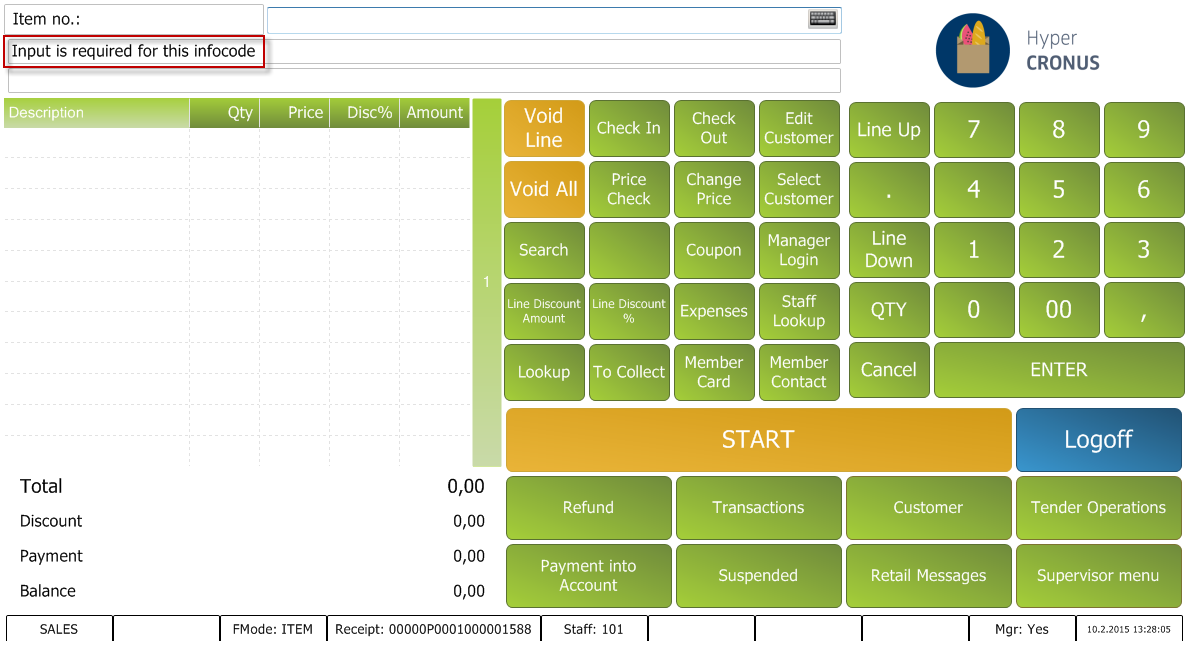 Item no.:
Input is required for this infocode
Hyper
CRONUS
Description Qty Price Disc% Amount
1
Void
Line
Check In
Check
Out
Edit
Customer
Void All
Price
Check
Change
Price
Select
Customer
Search
Coupon
Manager
Login
Line Discount
Amount
Line Discount
%
Expenses
Staff
Lookup
Lookup
To Collect
Member
Card
Member
Contact
Line Up
7
8
9
.
4
5
6
Line
Down
1
2
3
QTY
0
00
,
Cancel
ENTER
START
Logoff
Total 0,00
Discount 0,00
Payment 0,00
Balance 0,00
Refund
Transactions
Customer
Tender Operations
Payment into
Account
Suspended
Retail Messages
Supervisor menu
SALES
FMode: ITEM
Receipt: 00000P0001000001588
Staff: 101
Mgr: Yes
10.2.2015 13:28:05